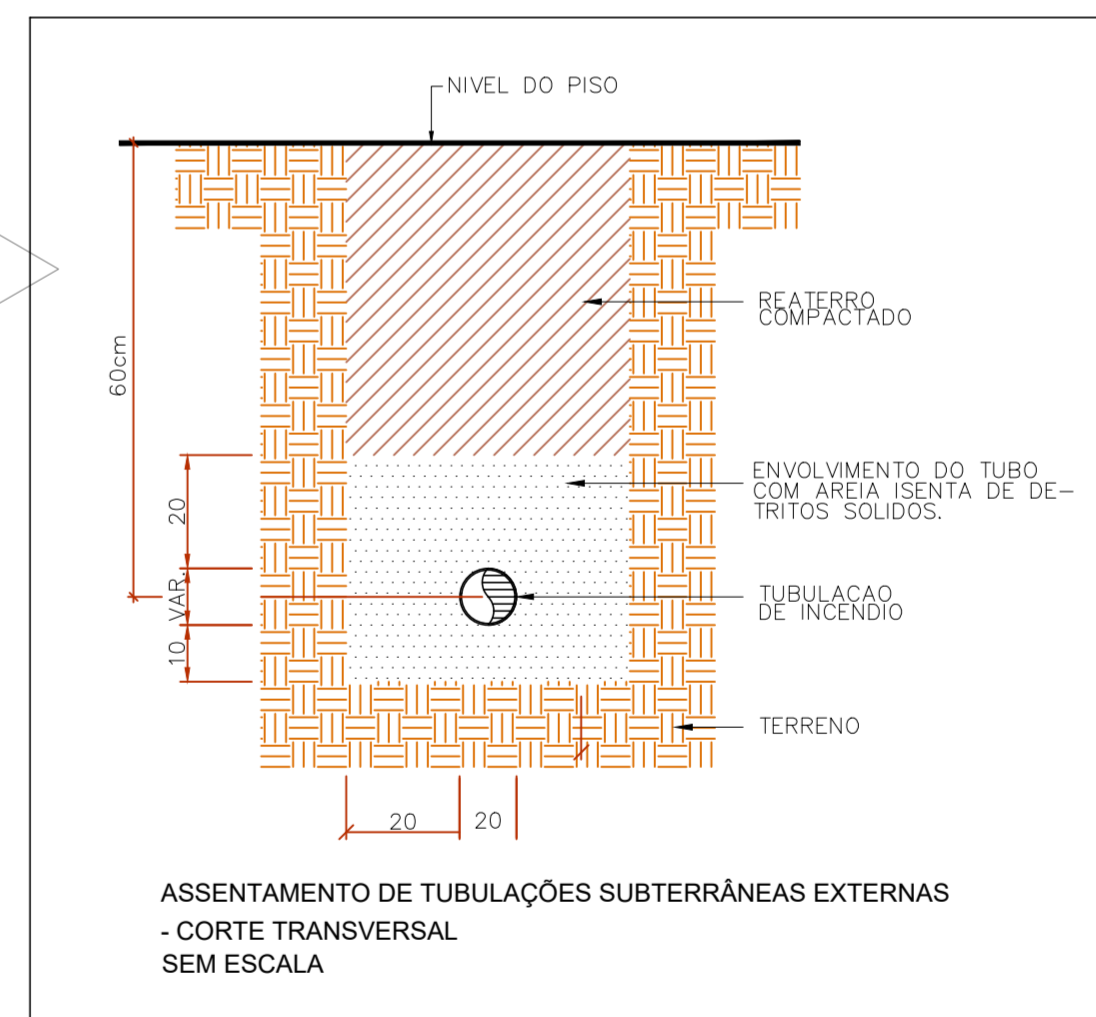 NIVEL DO PISO
REATERRO
COMPACTADO
60cm
ENVOLVIMENTO DO TUBO
COM AREIA ISENTA DE DE-
TRITOS SOLIDOS.
20
VAR.
10
TUBULACAO
DE INCENDIO
TERRENO
20
20
ASSENTAMENTO DE TUBULAÇÕES SUBTERRÂNEAS EXTERNAS
- CORTE TRANSVERSAL
SEM ESCALA